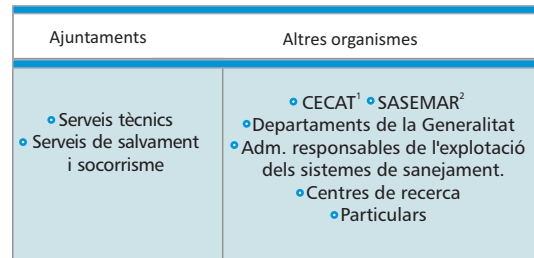 Ajuntaments
Altres organismes
Serveis tècnics
Serveis de salvament
i socorrisme
CECAT¹ SASEMAR²
Departaments de la Generalitat
Adm. responsables de l'explotació
dels sistemes de sanejament.
Centres de recerca
Particulars